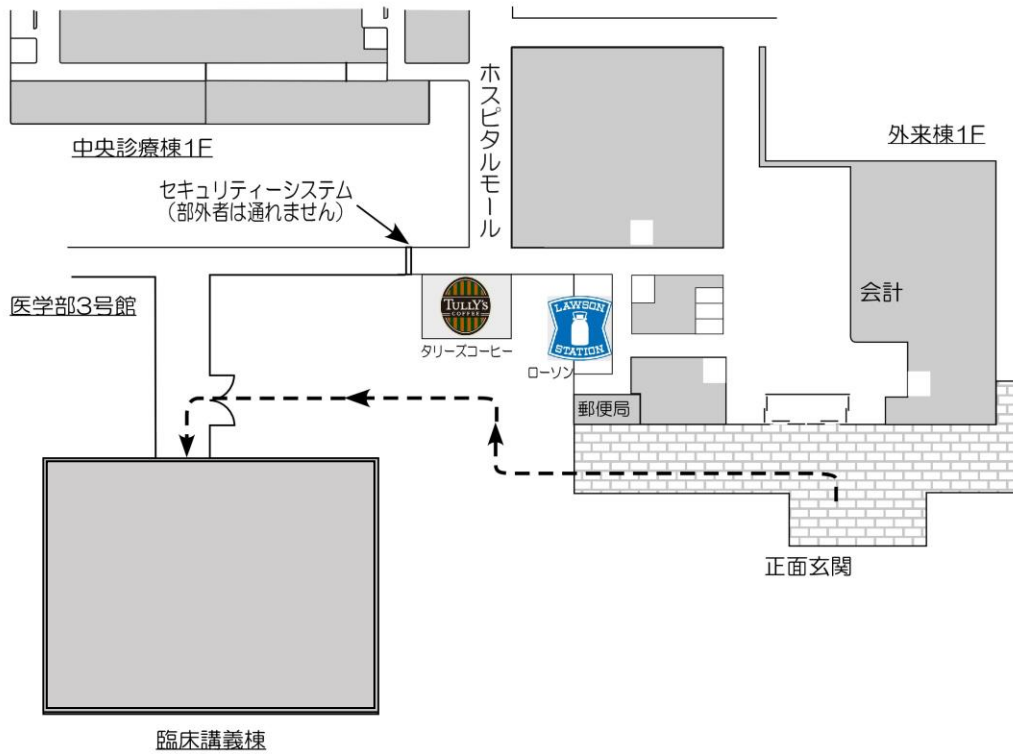 ホスピタルモール
中央診療棟1F
外来棟1F
セキュリティーシステム
（部外者は通れません）
医学部3号館
TULLY'S
COFFEE
タリーズコーヒー
LAWSON
STATION
ローソン
会計
郵便局
正面玄関
臨床講義棟